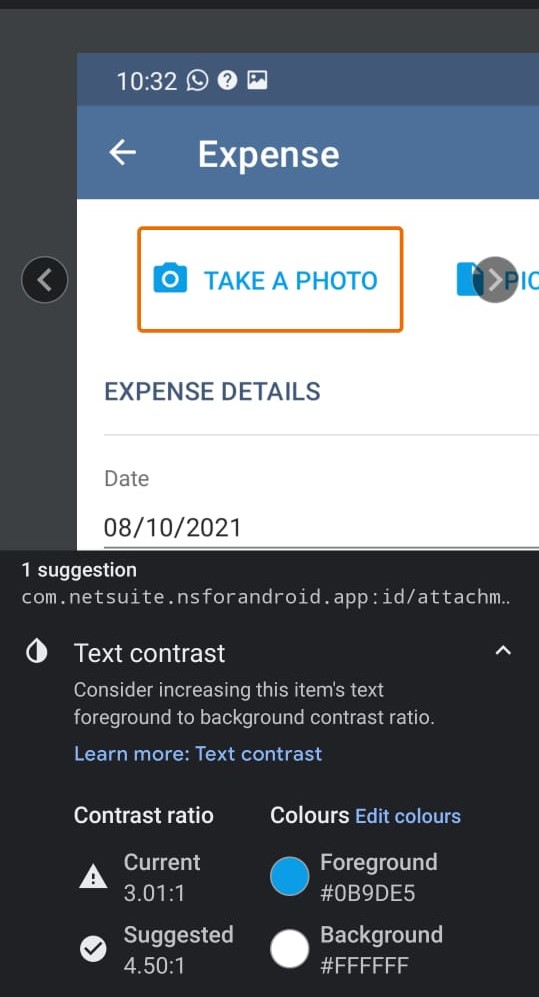 10:32
Expense
TAKE A PHOTO
PIC
EXPENSE DETAILS
Date
08/10/2021
1 suggestion
com.netsuite.nsforandroid.app:id/attachm..
Text contrast
Consider increasing this item's text
foreground to background contrast ratio.
Learn more: Text contrast
Contrast ratio
Colours Edit colours
Current
3.01:1
Foreground
#0B9DE5
Suggested
4.50:1
Background
#FFFFFF